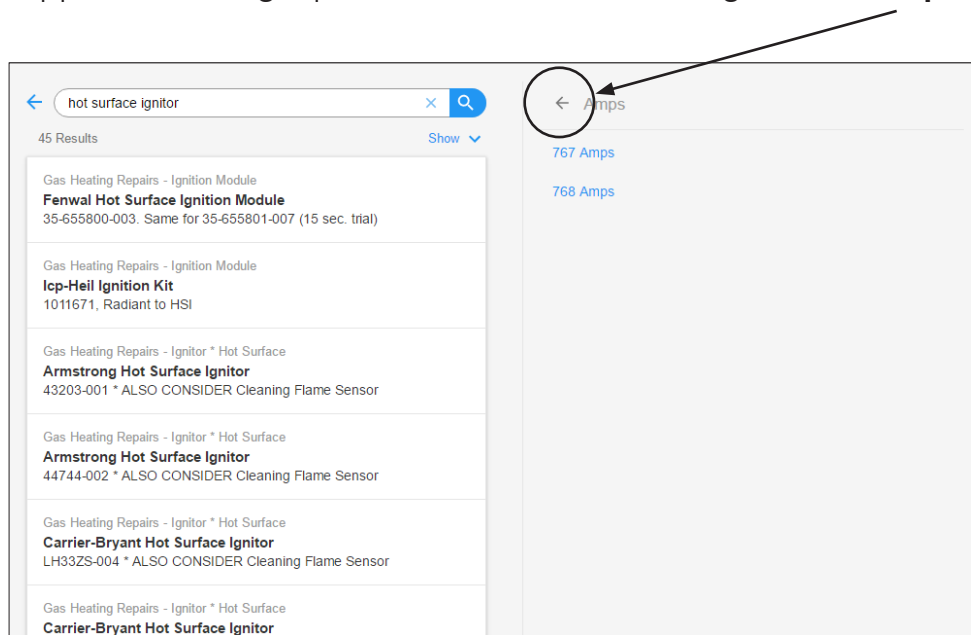 hot surface ignitor
45 Results
Show
Gas Heating Repairs - Ignition Module
Fenwal Hot Surface Ignition Module
35-655800-003. Same for 35-655801-007 (15 sec. trial)
Gas Heating Repairs - Ignition Module
Icp-Heil Ignition Kit
1011671, Radiant to HSI
Gas Heating Repairs - Ignitor * Hot Surface
Armstrong Hot Surface Ignitor
43203-001 * ALSO CONSIDER Cleaning Flame Sensor
Gas Heating Repairs - Ignitor * Hot Surface
Armstrong Hot Surface Ignitor
44744-002 * ALSO CONSIDER Cleaning Flame Sensor
Gas Heating Repairs - Ignitor * Hot Surface
Carrier-Bryant Hot Surface Ignitor
LH33ZS-004 * ALSO CONSIDER Cleaning Flame Sensor
Gas Heating Repairs - Ignitor * Hot Surface
Carrier-Bryant Hot Surface Ignitor
Amps
767 Amps
768 Amps